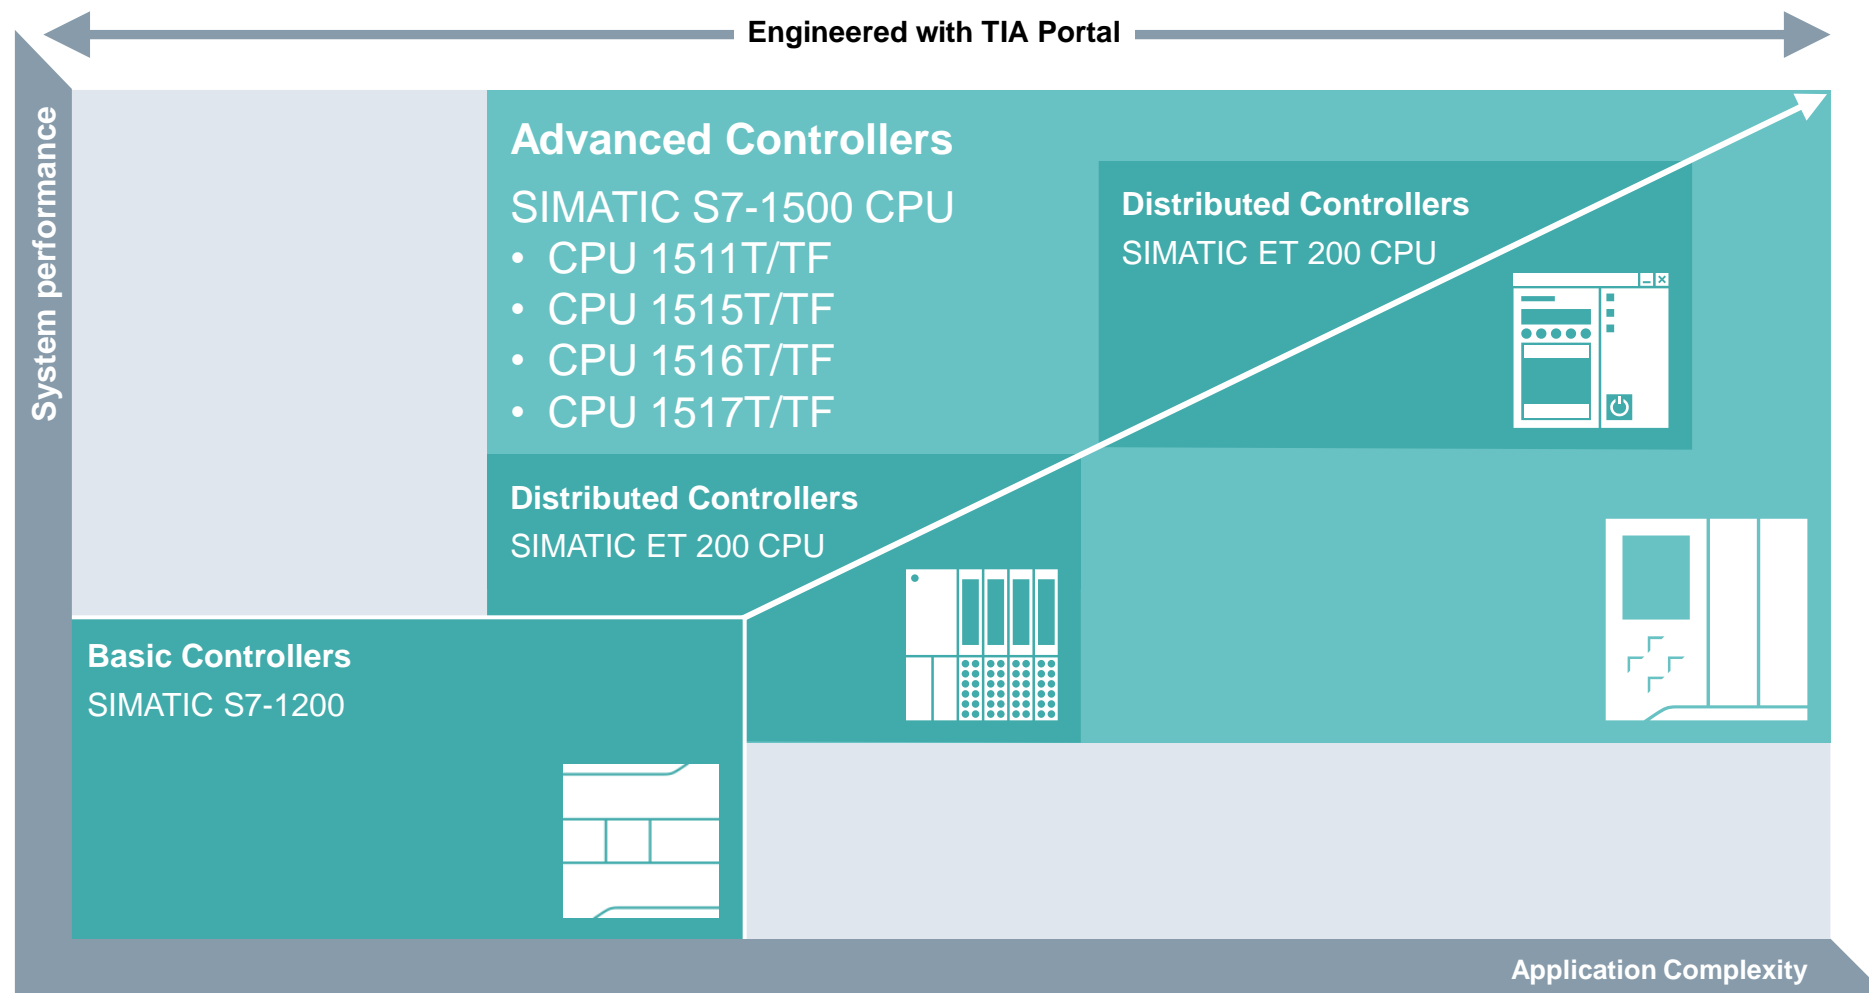 Engineered with TIA Portal
System performance
Advanced Controllers
SIMATIC S7-1500 CPU
• CPU 1511T/TF
• CPU 1515T/TF
• CPU 1516T/TF
• CPU 1517T/TF
Distributed Controllers
SIMATIC ET 200 CPU
Distributed Controllers
SIMATIC ET 200 CPU
Basic Controllers
SIMATIC S7-1200
Application Complexity